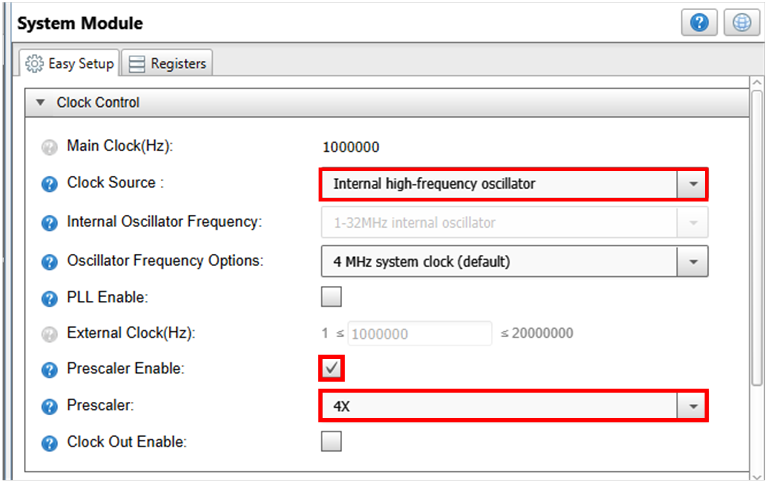 System Module
Easy Setup Registers
Clock Control
Main Clock(Hz): 1000000
Clock Source : Internal high-frequency oscillator
Internal Oscillator Frequency: 1-32MHz internal oscillator
Oscillator Frequency Options: 4 MHz system clock (default)
PLL Enable:
External Clock(Hz): 1 ≤ 1000000 ≤ 20000000
Prescaler Enable:
Prescaler: 4X
Clock Out Enable: